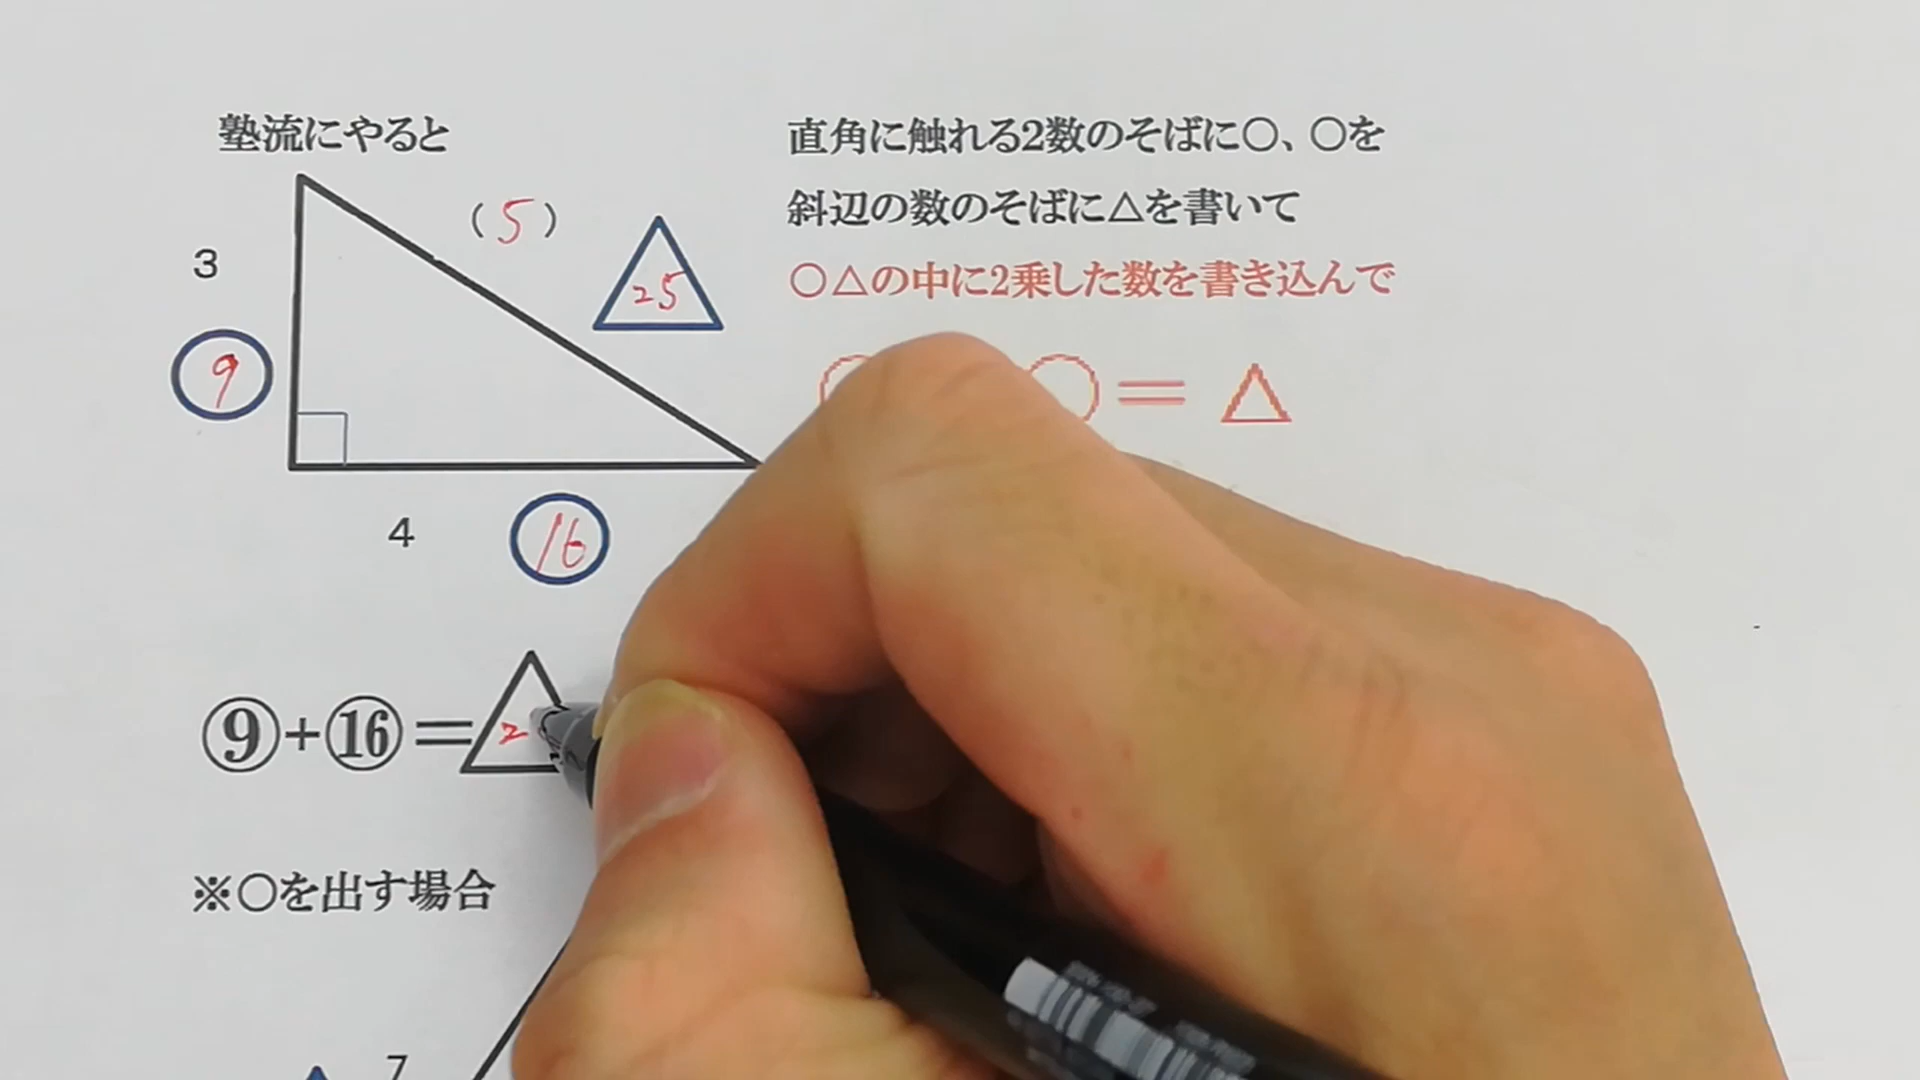 塾流にやると
直角に触れる2数のそばに○、○を
斜辺の数のそばに△を書いて
○△の中に2乗した数を書き込んで
○ ○=△
3
(5)
25
9
4
16
⑨+⑯=
2
※○を出す場合
7